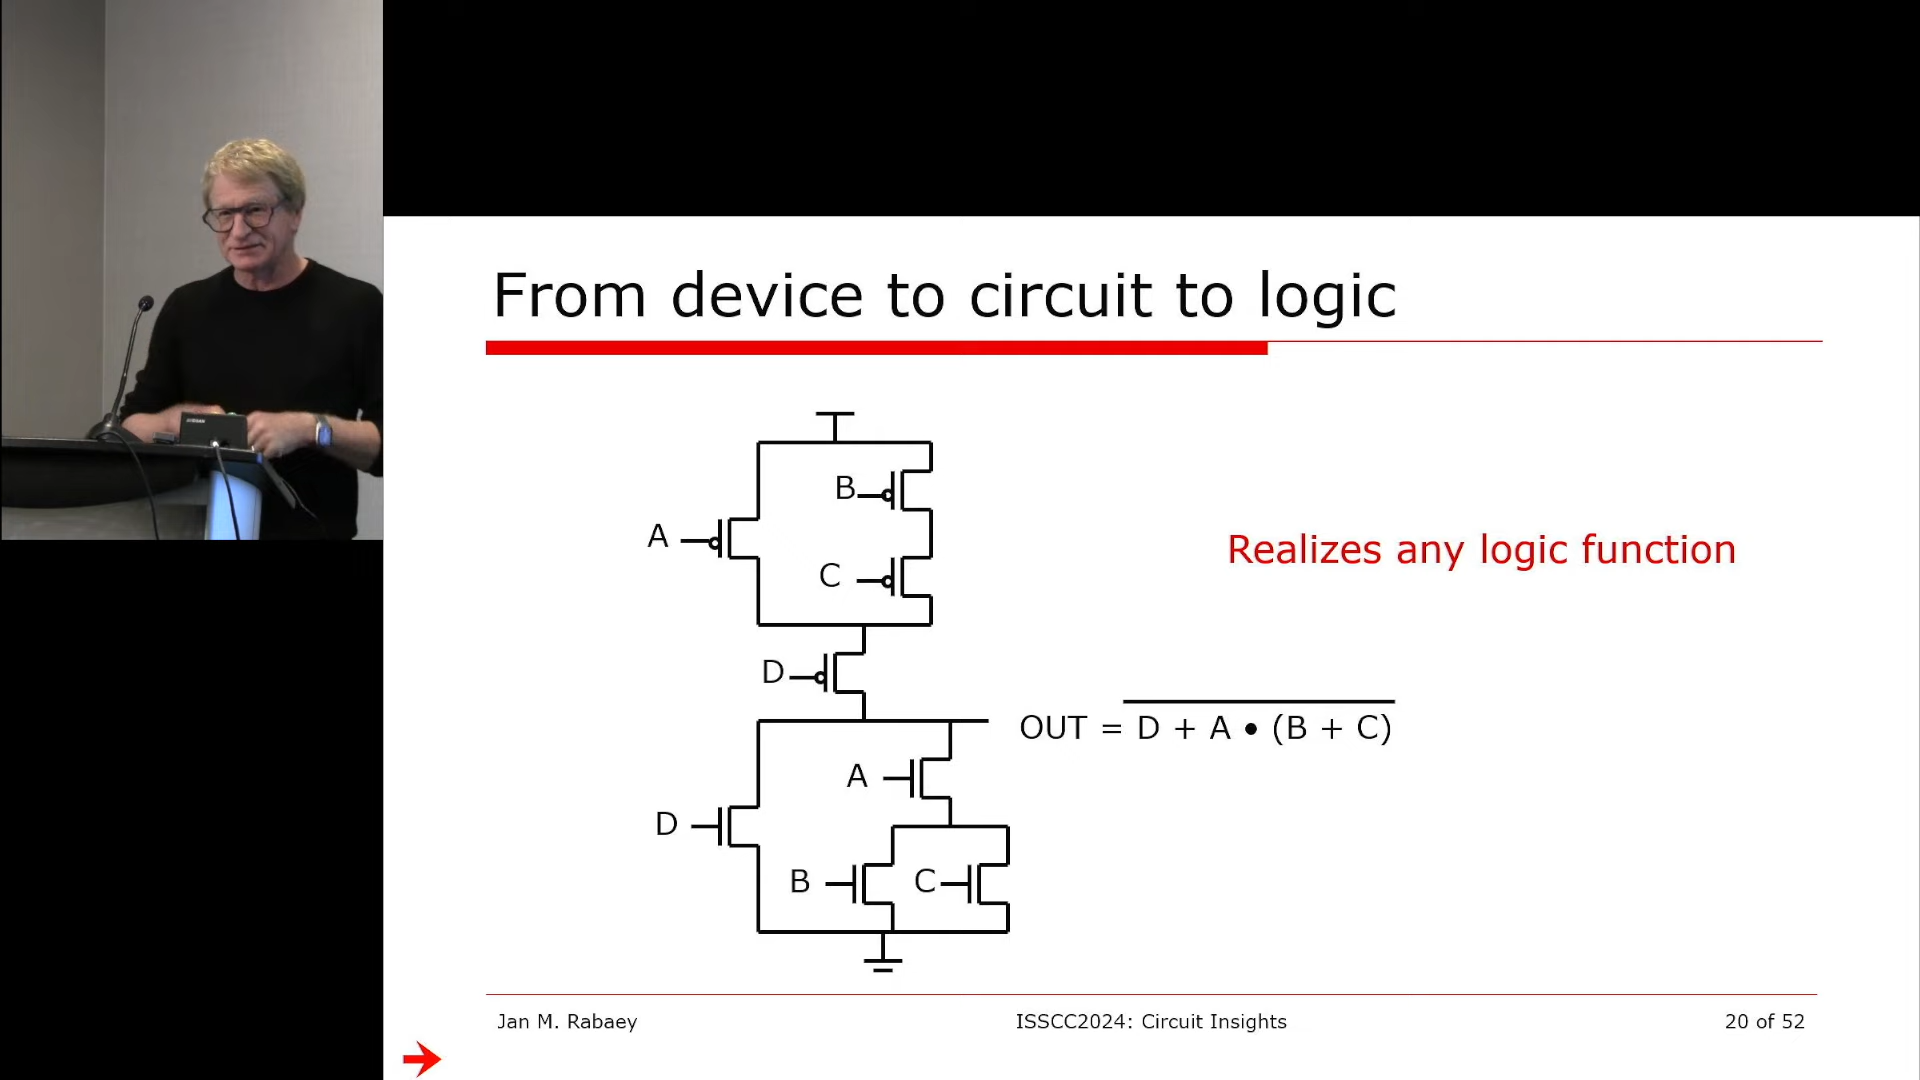 From device to circuit to logic
B
A
C
Realizes any logic function
D
OUT = D + A • (B + C)
A
D
B
C
Jan M. Rabaey
ISSCC2024: Circuit Insights
20 of 52